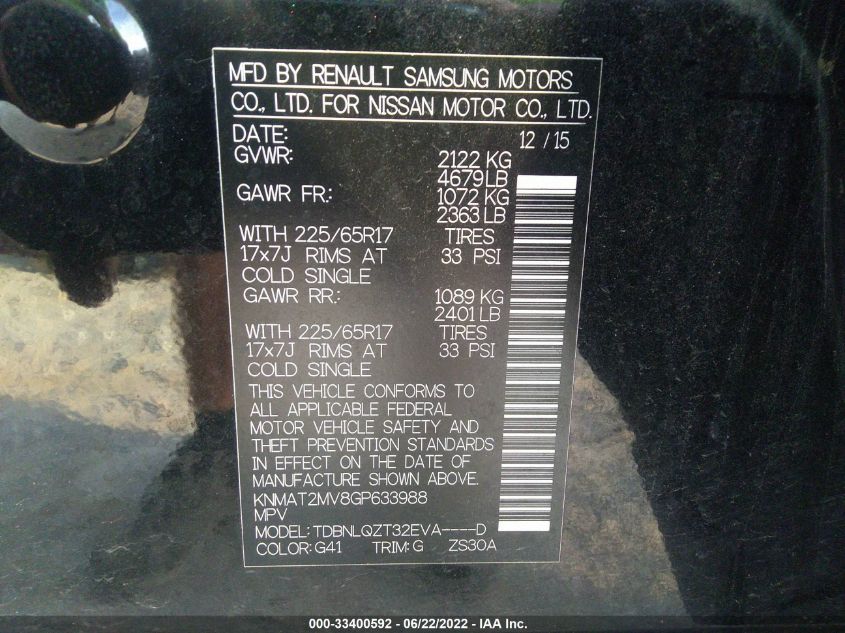 MFD BY RENAULT SAMSUNG MOTORS
CO., LTD. FOR NISSAN MOTOR CO., LTD.
DATE: 12 / 15
GVWR: 2122 KG
4679 LB
GAWR FR.: 1072 KG
2363 LB
WITH 225/65R17 TIRES
17x7J RIMS AT 33 PSI
COLD SINGLE
GAWR RR.: 1089 KG
2401 LB
WITH 225/65R17 TIRES
17x7J RIMS AT 33 PSI
COLD SINGLE
THIS VEHICLE CONFORMS TO
ALL APPLICABLE FEDERAL
MOTOR VEHICLE SAFETY AND
THEFT PREVENTION STANDARDS
IN EFFECT ON THE DATE OF
MANUFACTURE SHOWN ABOVE.
KNMAT2MV8GP633988
MPV
MODEL: TDBNLQZT32EVA----D
COLOR: G41 TRIM: G ZS30A
000-33400592 - 06/22/2022 - IAA Inc.